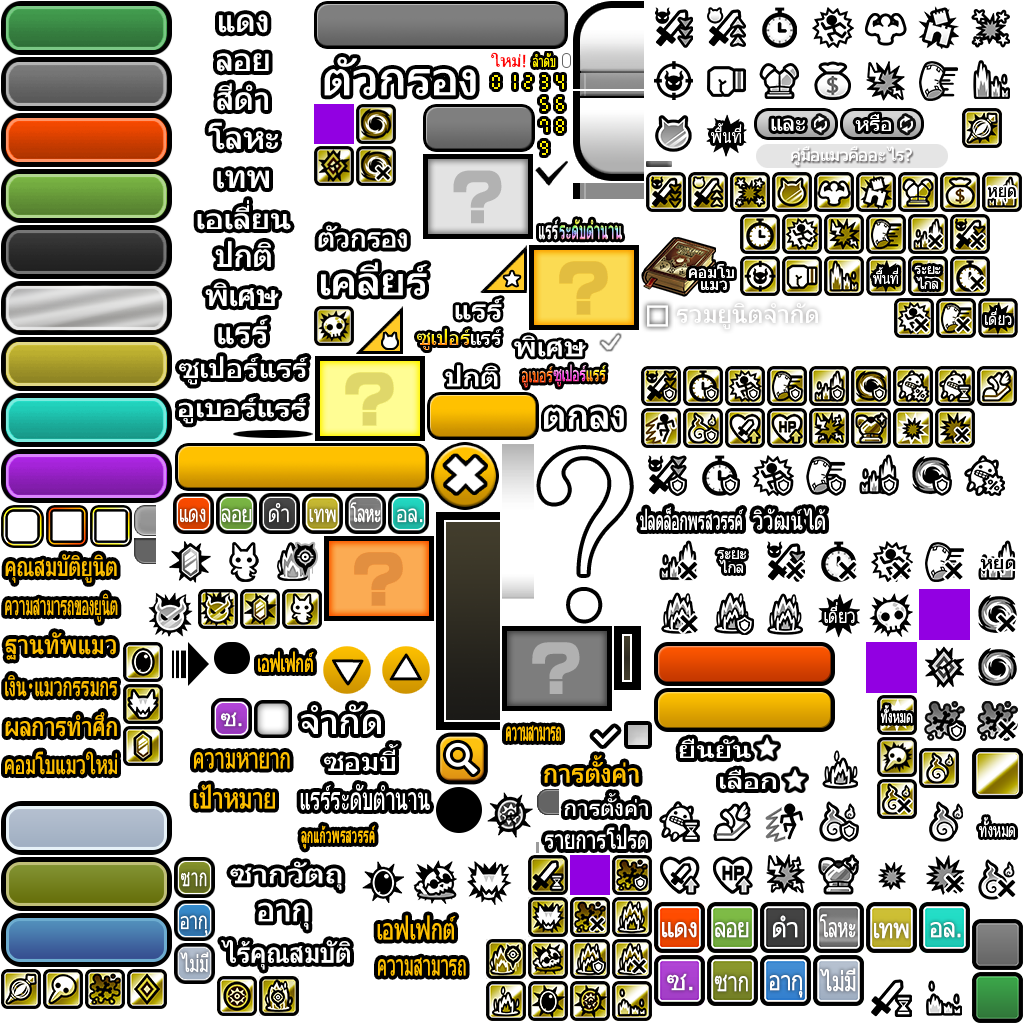 แดง
ลอย
สีดำ
โลหะ
เทพ
เอเลี่ยน
ปกติ
พิเศษ
แรร์
ซูเปอร์แรร์
อูเบอร์แรร์
ตัวกรอง
ใหม่! ลำดับ
0 1 2 3 4
5 6
7 8
9
ตัวกรอง
เคลียร์
แรร์ระดับตำนาน
แรร์
ซูเปอร์แรร์
พิเศษ
อูเบอร์ซูเปอร์แรร์
ปกติ
ตกลง
แดง ลอย ดำ เทพ โลหะ อล.
และ
หรือ
พื้นที่
คู่มือแมวคืออะไร?
หยุด
คอมโบ
แมว
พื้นที่
ระยะ
ไกล
เดี่ยว
รวมยูนิตจำกัด
HP
ปลดล็อกพรสวรรค์
วิวัฒน์ได้
ระยะ
ไกล
หยุด
เดี่ยว
คุณสมบัติยูนิต
ความสามารถของยูนิต
ฐานทัพแมว
เงิน·แมวกรรมกร
ผลการทำศึก
คอมโบแมวใหม่
เอฟเฟกต์
ซ.
จำกัด
ความหายาก
ซอมบี้
เป้าหมาย
แรร์ระดับตำนาน
ลูกแก้วพรสวรรค์
ความสามารถ
การตั้งค่า
การตั้งค่า
รายการโปรด
ยืนยัน
เลือก
ทั้งหมด
ทั้งหมด
HP
ซาก
อากุ
ไม่มี
ซากวัตถุ
อากุ
ไร้คุณสมบัติ
เอฟเฟกต์
ความสามารถ
แดง ลอย ดำ โลหะ เทพ อล.
ซ. ซาก อากุ ไม่มี